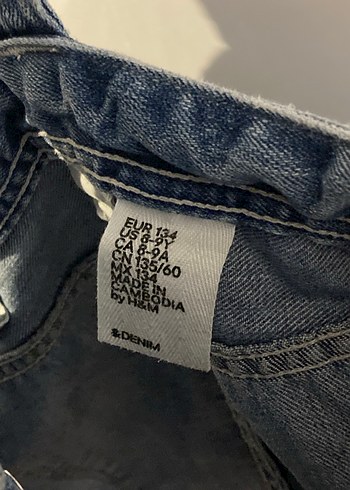 EUR 134
US 8-9Y
CA 8-9A
CN 135/60
MX 134
MADE IN
CAMBODIA
by H&M
&DENIM